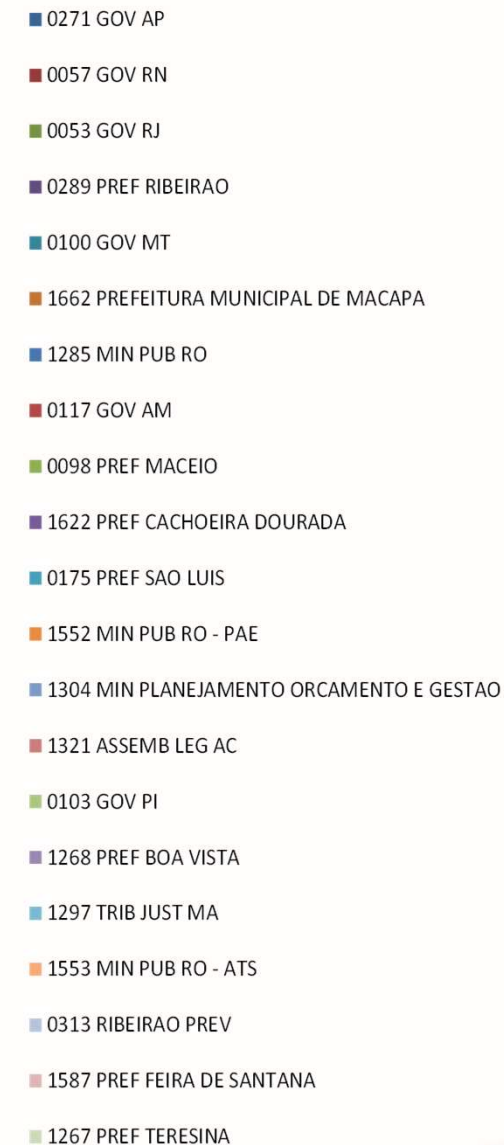 0271 GOV AP
0057 GOV RN
0053 GOV RJ
0289 PREF RIBEIRAO
0100 GOV MT
1662 PREFEITURA MUNICIPAL DE MACAPA
1285 MIN PUB RO
0117 GOV AM
0098 PREF MACEIO
1622 PREF CACHOEIRA DOURADA
0175 PREF SAO LUIS
1552 MIN PUB RO - PAE
1304 MIN PLANEJAMENTO ORCAMENTO E GESTAO
1321 ASSEMB LEG AC
0103 GOV PI
1268 PREF BOA VISTA
1297 TRIB JUST MA
1553 MIN PUB RO - ATS
0313 RIBEIRAO PREV
1587 PREF FEIRA DE SANTANA
1267 PREF TERESINA